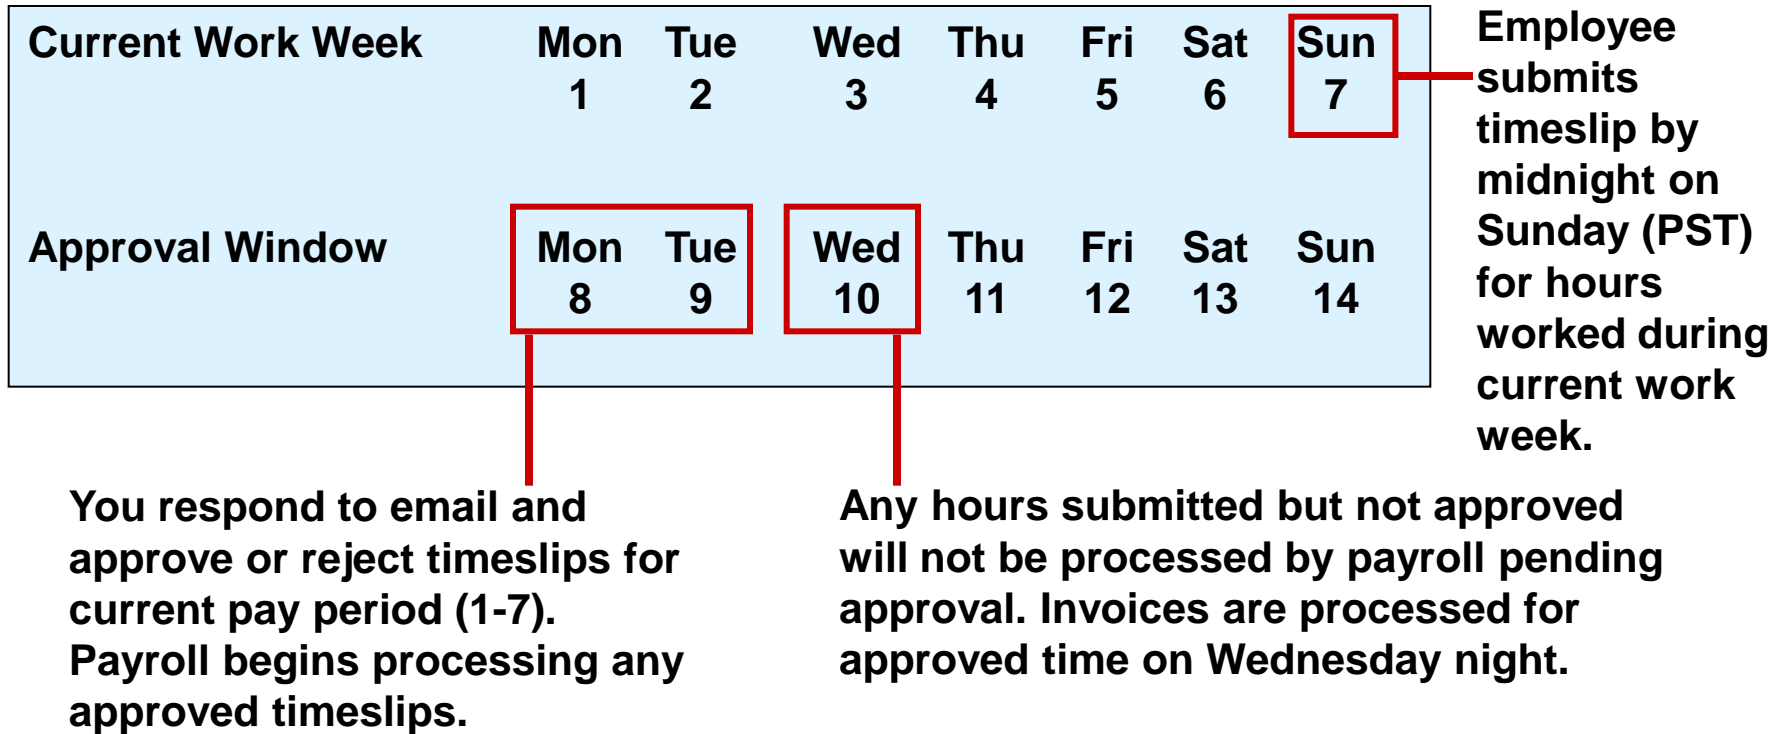 Current Work Week Mon Tue Wed Thu Fri Sat Sun
1 2 3 4 5 6 7
Approval Window Mon Tue Wed Thu Fri Sat Sun
8 9 10 11 12 13 14
Employee
submits
timeslip by
midnight on
Sunday (PST)
for hours
worked during
current work
week.
You respond to email and
approve or reject timeslips for
current pay period (1-7).
Payroll begins processing any
approved timeslips.
Any hours submitted but not approved
will not be processed by payroll pending
approval. Invoices are processed for
approved time on Wednesday night.